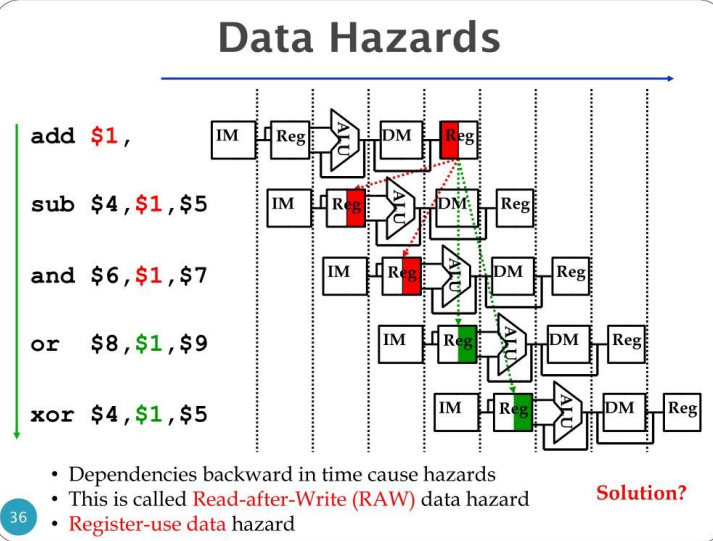 Data Hazards
add $1,
IM Reg ALU DM Reg
sub $4,$1,$5
IM Reg ALU DM Reg
and $6,$1,$7
IM Reg ALU DM Reg
or $8,$1,$9
IM Reg ALU DM Reg
xor $4,$1,$5
IM Reg ALU DM Reg
• Dependencies backward in time cause hazards
• This is called Read-after-Write (RAW) data hazard
• Register-use data hazard
Solution?
36